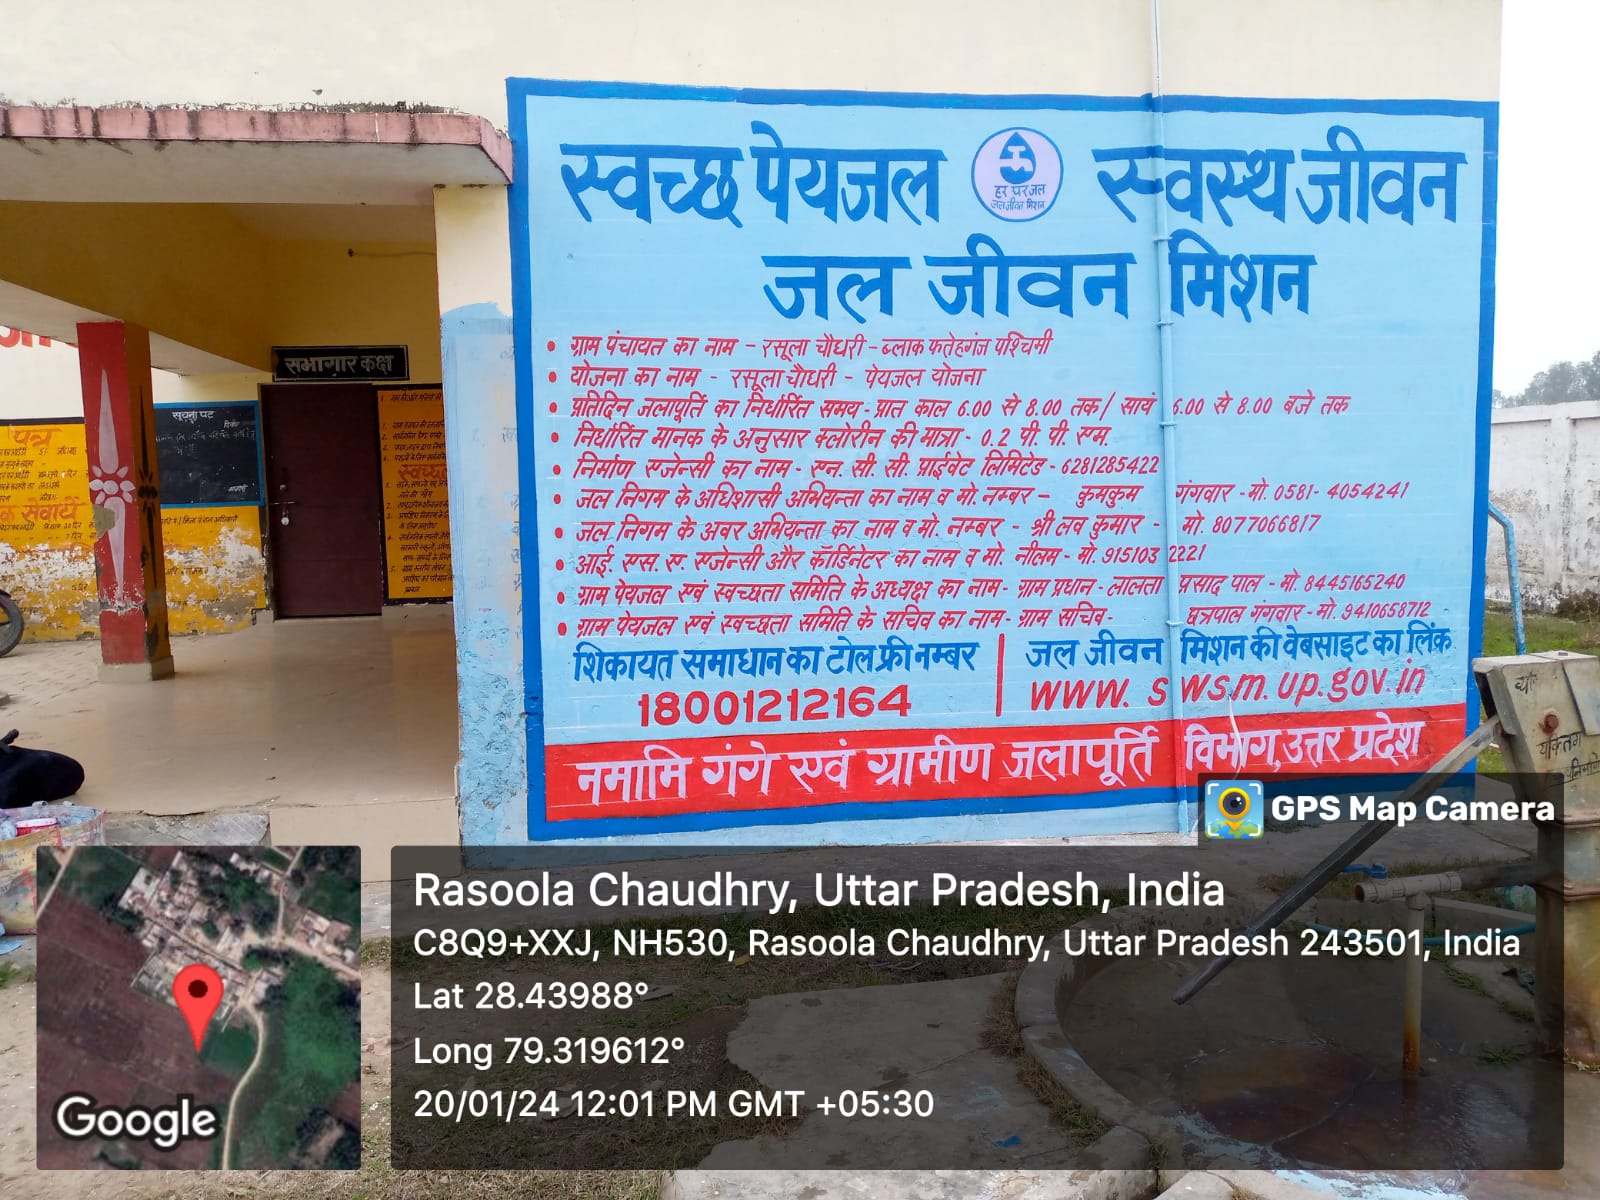 स्वच्छ पेयजल स्वस्थ जीवन
हर घर जल
जल जीवन मिशन
जल जीवन मिशन
• ग्राम पंचायत का नाम - रसूला चौधरी - ब्लाक फतेहगंज पश्चिमी
• योजना का नाम - रसूला चौधरी - पेयजल योजना
• प्रतिदिन जलापूर्ति का निर्धारित समय - प्रात काल 6.00 से 8.00 तक / सायं 6.00 से 8.00 बजे तक
• निर्धारित मानक के अनुसार क्लोरीन की मात्रा - 0.2 पी. पी. एम.
• निर्माण एजेन्सी का नाम - एन. सी. सी. प्राईवेट लिमिटेड - 6281285422
• जल निगम के अधिशासी अभियन्ता का नाम व मो. नम्बर - कुमकुम गंगवार - मो. 0581- 4054241
• जल निगम के अवर अभियन्ता का नाम व मो. नम्बर - श्री लव कुमार - मो. 8077066817
• आई. एस. ए. एजेन्सी और कॉर्डिनेटर का नाम व मो. नीलम - मो. 9151032221
• ग्राम पेयजल एवं स्वच्छता समिति के अध्यक्ष का नाम - ग्राम प्रधान - लालता प्रसाद पाल - मो. 8445165240
• ग्राम पेयजल एवं स्वच्छता समिति के सचिव का नाम - ग्राम सचिव - छत्रपाल गंगवार - मो. 9410658712
शिकायत समाधान का टोल फ्री नम्बर
18001212164
जल जीवन मिशन की वेबसाइट का लिंक
www. swsm.up.gov.in
नमामि गंगे एवं ग्रामीण जलापूर्ति विभाग, उत्तर प्रदेश
सभागार कक्ष
सूचना पट
GPS Map Camera
Rasoola Chaudhry, Uttar Pradesh, India
C8Q9+XXJ, NH530, Rasoola Chaudhry, Uttar Pradesh 243501, India
Lat 28.43988°
Long 79.319612°
20/01/24 12:01 PM GMT +05:30
Google